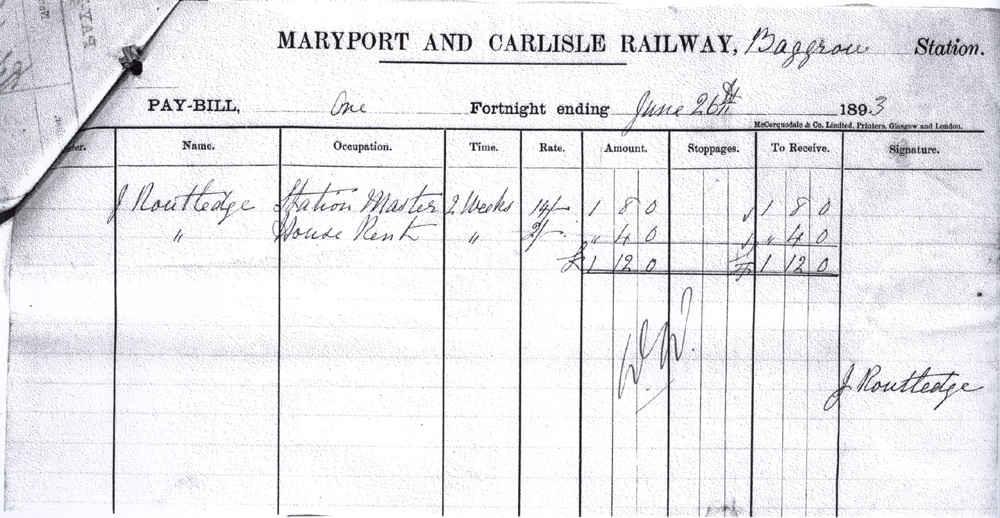 MARYPORT AND CARLISLE RAILWAY, Baggrow Station.
PAY-BILL, One Fortnight ending June 26th 1893
McCorquodale & Co. Limited, Printers, Glasgow and London.
Name. Occupation. Time. Rate. Amount. Stoppages. To Receive. Signature.
J Routledge Station Master 2 Weeks 14/- 1 8 0 1 8 0
" House Rent " 2/- " 4 0 " 4 0
£ 1 12 0 £ 1 12 0
W. W.
J Routledge